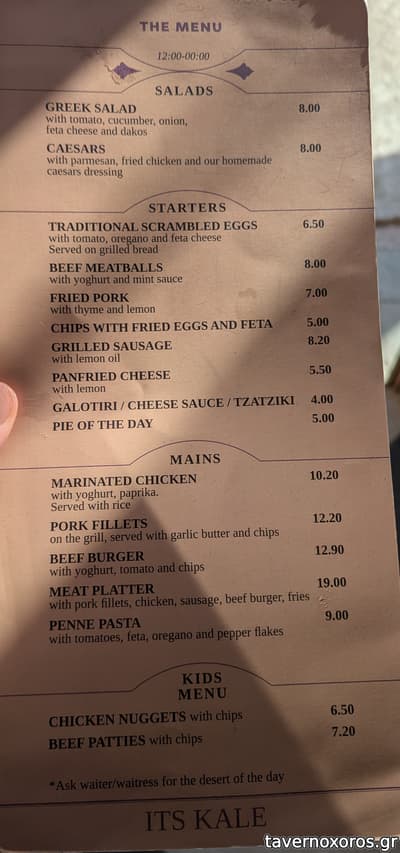 THE MENU
12:00-00:00
SALADS
GREEK SALAD 8.00
with tomato, cucumber, onion,
feta cheese and dakos
CAESARS 8.00
with parmesan, fried chicken and our homemade
caesars dressing
STARTERS
TRADITIONAL SCRAMBLED EGGS 6.50
with tomato, oregano and feta cheese
Served on grilled bread
BEEF MEATBALLS 8.00
with yoghurt and mint sauce
FRIED PORK 7.00
with thyme and lemon
CHIPS WITH FRIED EGGS AND FETA 5.00
GRILLED SAUSAGE 8.20
with lemon oil
PANFRIED CHEESE 5.50
with lemon
GALOTIRI / CHEESE SAUCE / TZATZIKI 4.00
PIE OF THE DAY 5.00
MAINS
MARINATED CHICKEN 10.20
with yoghurt, paprika.
Served with rice
PORK FILLETS 12.20
on the grill, served with garlic butter and chips
BEEF BURGER 12.90
with yoghurt, tomato and chips
MEAT PLATTER 19.00
with pork fillets, chicken, sausage, beef burger, fries
PENNE PASTA 9.00
with tomatoes, feta, oregano and pepper flakes
KIDS
MENU
CHICKEN NUGGETS with chips 6.50
BEEF PATTIES with chips 7.20
*Ask waiter/waitress for the desert of the day
ITS KALE
tavernoxoros.gr